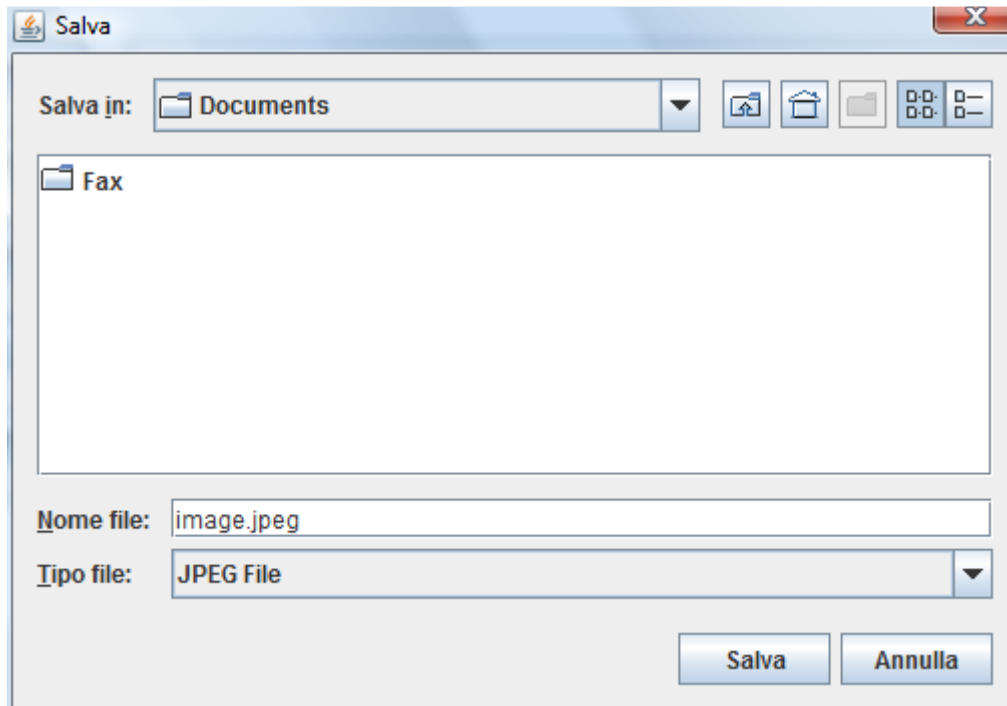 Salva
Salva in: Documents
Fax
Nome file: image.jpeg
Tipo file: JPEG File
Salva Annulla